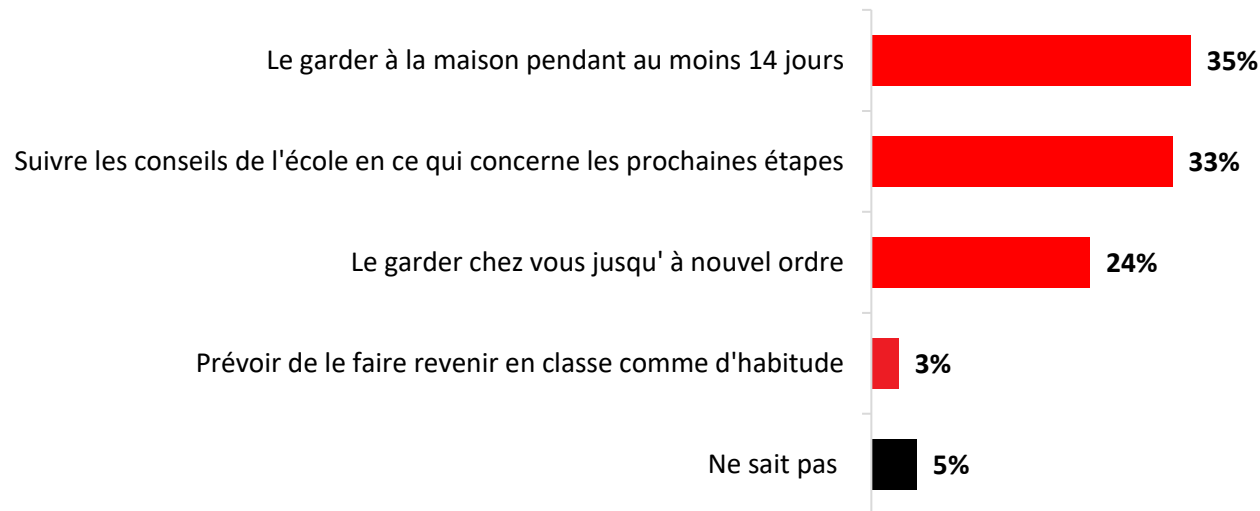 Le garder à la maison pendant au moins 14 jours 35%
Suivre les conseils de l'école en ce qui concerne les prochaines étapes 33%
Le garder chez vous jusqu' à nouvel ordre 24%
Prévoir de le faire revenir en classe comme d'habitude 3%
Ne sait pas 5%